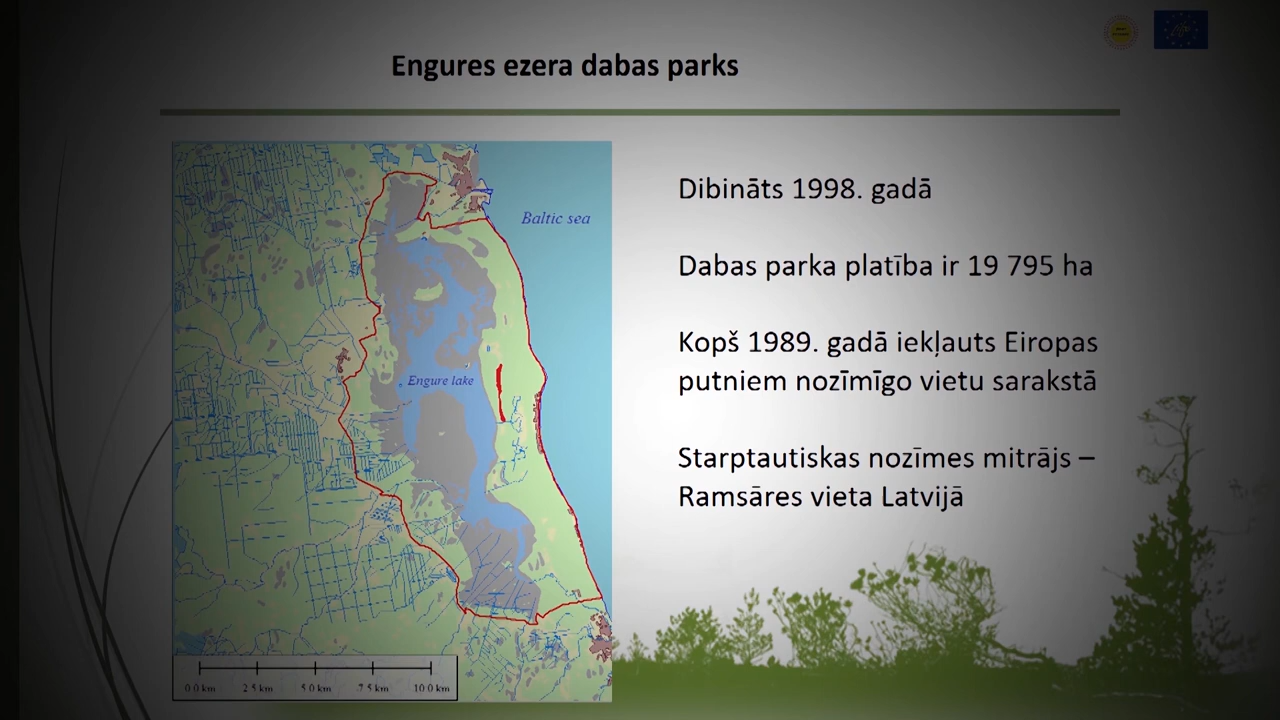 Engures ezera dabas parks
Baltic sea
Engure lake
0 0 km 2 5 km 5 0 km 7 5 km 10 0 km
Dibināts 1998. gadā
Dabas parka platība ir 19 795 ha
Kopš 1989. gadā iekļauts Eiropas
putniem nozīmīgo vietu sarakstā
Starptautiskas nozīmes mitrājs –
Ramsāres vieta Latvijā